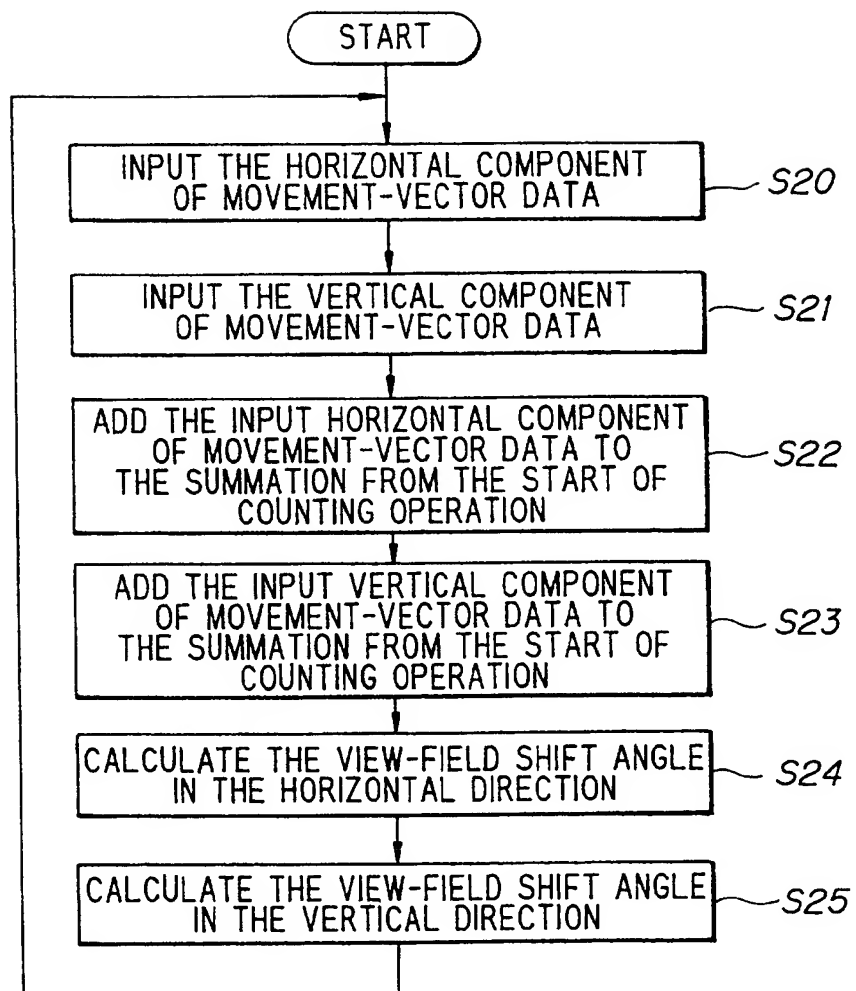 START
INPUT THE HORIZONTAL COMPONENT
OF MOVEMENT-VECTOR DATA
S20
INPUT THE VERTICAL COMPONENT
OF MOVEMENT-VECTOR DATA
S21
ADD THE INPUT HORIZONTAL COMPONENT
OF MOVEMENT-VECTOR DATA TO
THE SUMMATION FROM THE START OF
COUNTING OPERATION
S22
ADD THE INPUT VERTICAL COMPONENT
OF MOVEMENT-VECTOR DATA TO
THE SUMMATION FROM THE START OF
COUNTING OPERATION
S23
CALCULATE THE VIEW-FIELD SHIFT ANGLE
IN THE HORIZONTAL DIRECTION
S24
CALCULATE THE VIEW-FIELD SHIFT ANGLE
IN THE VERTICAL DIRECTION
S25